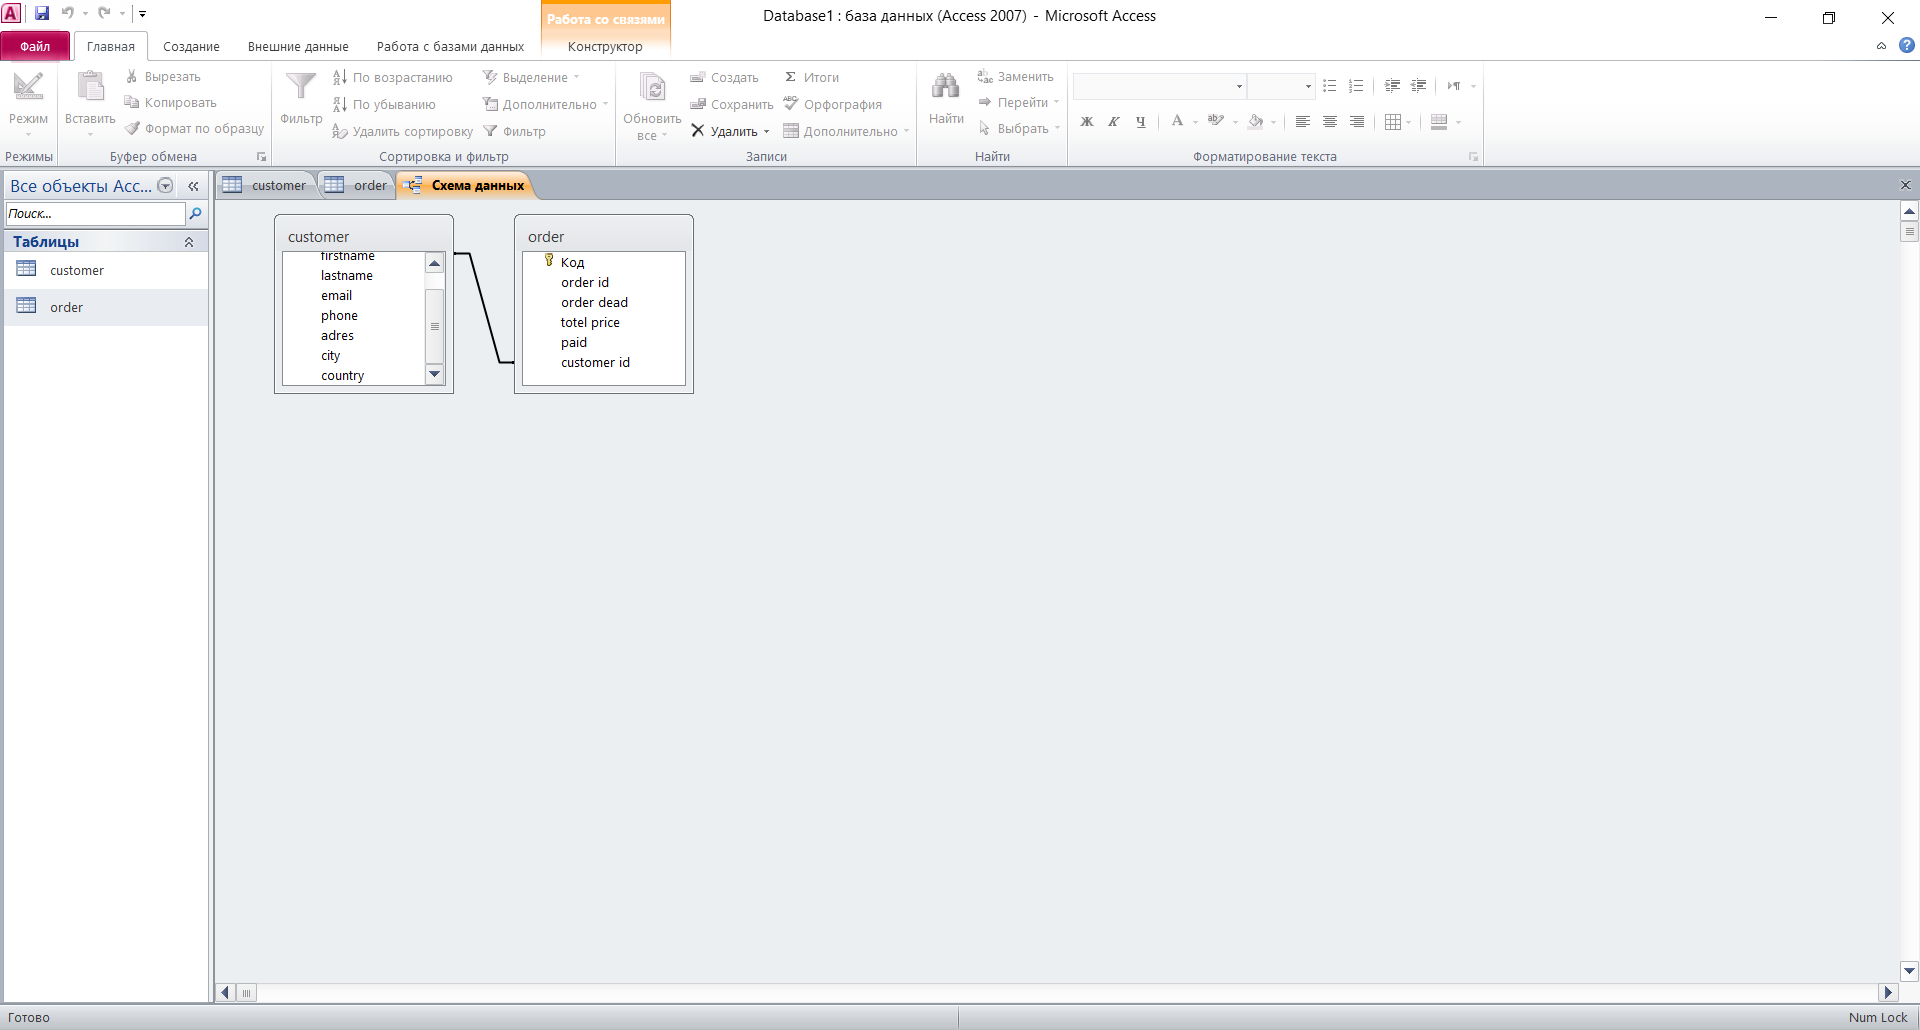 Работа со связями
Database1 : база данных (Access 2007) - Microsoft Access
Файл
Главная
Создание
Внешние данные
Работа с базами данных
Конструктор
Режим
Режимы
Вставить
Вырезать
Копировать
Формат по образцу
Буфер обмена
Фильтр
По возрастанию
По убыванию
Удалить сортировку
Выделение
Дополнительно
Фильтр
Сортировка и фильтр
Обновить
все
Создать
Сохранить
Удалить
Итоги
Орфография
Дополнительно
Записи
Найти
Заменить
Перейти
Выбрать
Найти
Ж К Ч А
Форматирование текста
Все объекты Acc...
Поиск...
Таблицы
customer
order
customer
order
Схема данных
customer
firstname
lastname
email
phone
adres
city
country
order
Код
order id
order dead
totel price
paid
customer id
Готово
Num Lock